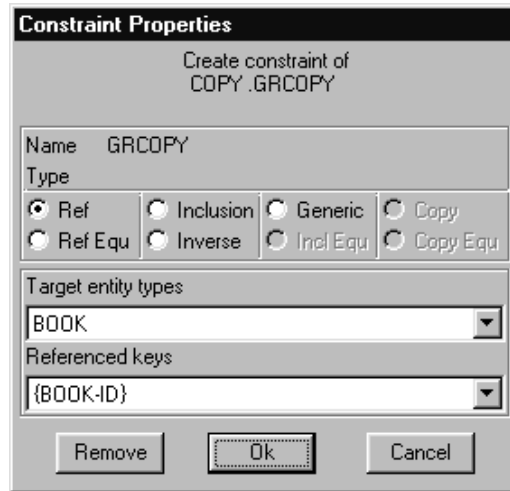 Constraint Properties
Create constraint of
COPY .GRCOPY
Name GRCOPY
Type
Ref Inclusion Generic Copy
Ref Equ Inverse Incl Equ Copy Equ
Target entity types
BOOK
Referenced keys
{BOOK-ID}
Remove Ok Cancel